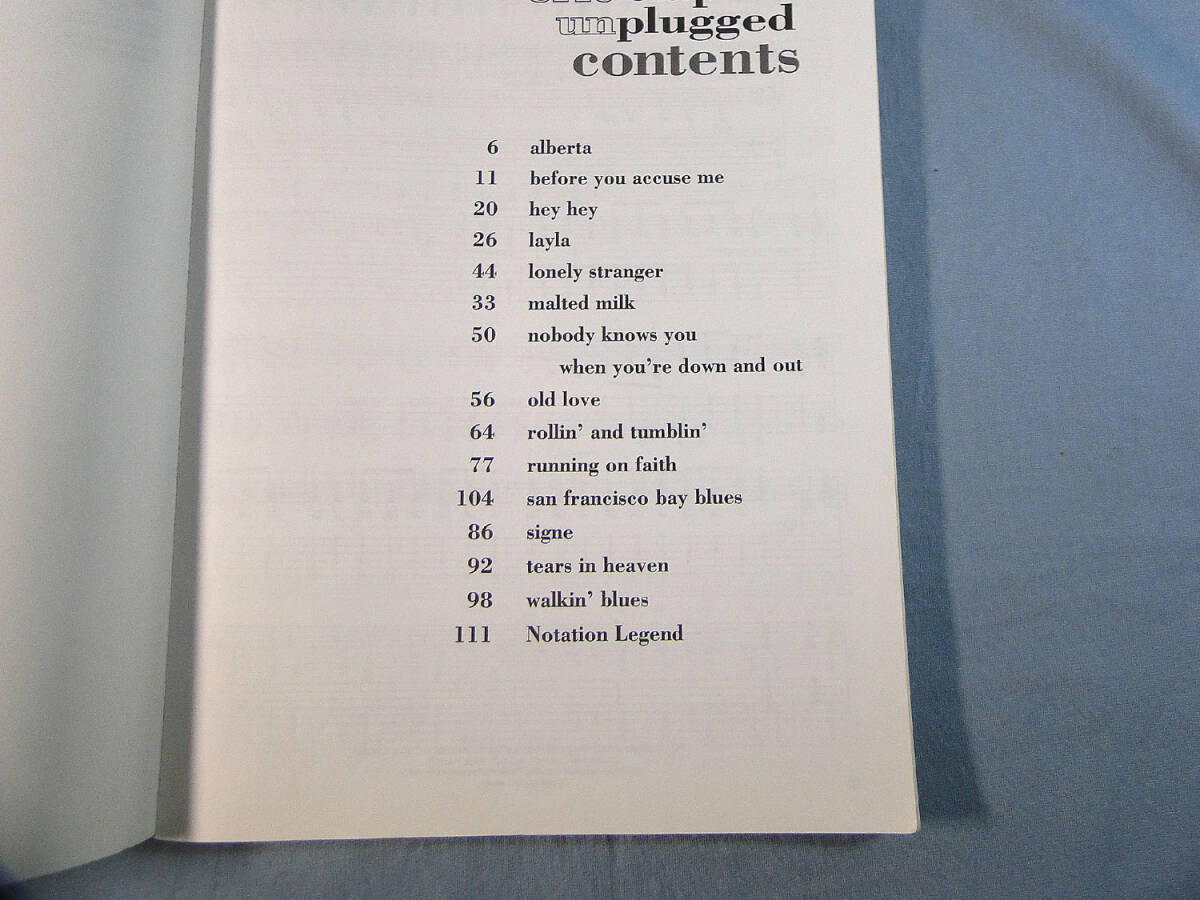 unplugged
contents
6 alberta
11 before you accuse me
20 hey hey
26 layla
44 lonely stranger
33 malted milk
50 nobody knows you
when you're down and out
56 old love
64 rollin' and tumblin'
77 running on faith
104 san francisco bay blues
86 signe
92 tears in heaven
98 walkin' blues
111 Notation Legend